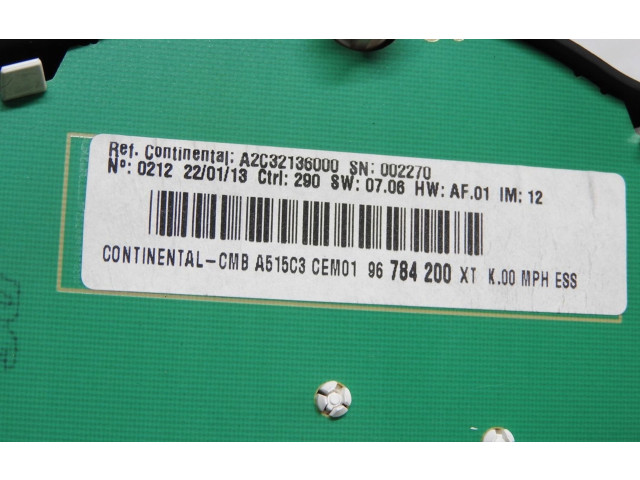 Ref. Continental: A2C32136000 SN: 002270
Nº: 0212 22/01/13 Ctrl: 290 SW: 07.06 HW: AF.01 IM: 12
CONTINENTAL-CMB A515C3 CEM01 96 784 200 XT K.00 MPH ESS